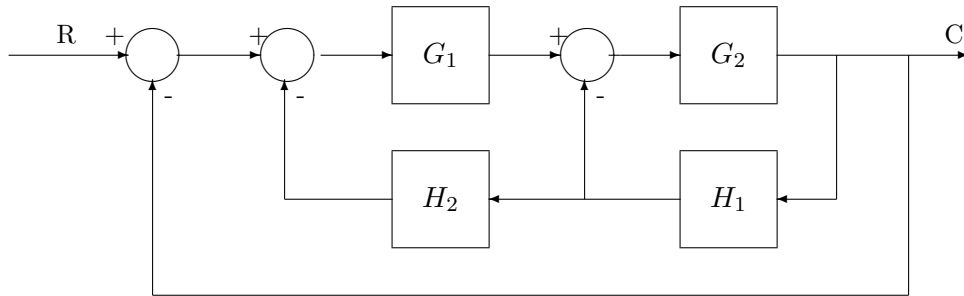 R + + G₁ + G₂ C
- - -
H₂ H₁